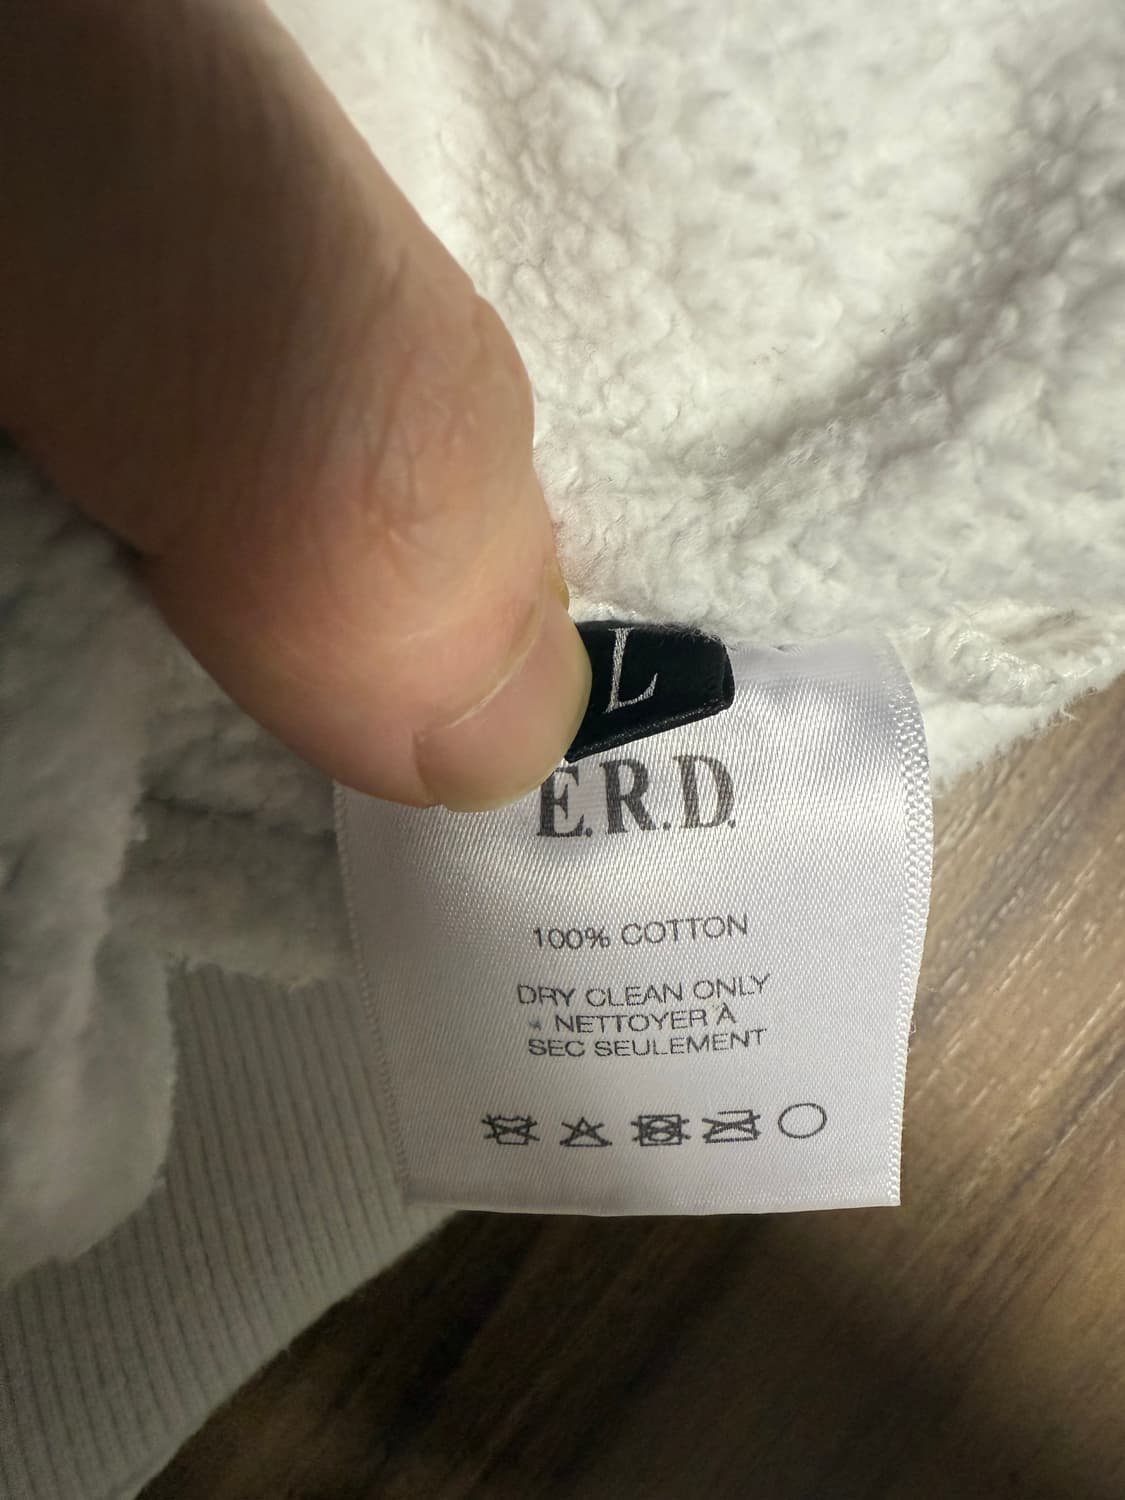 L
E.R.D.
100% COTTON
DRY CLEAN ONLY
NETTOYER À
SEC SEULEMENT